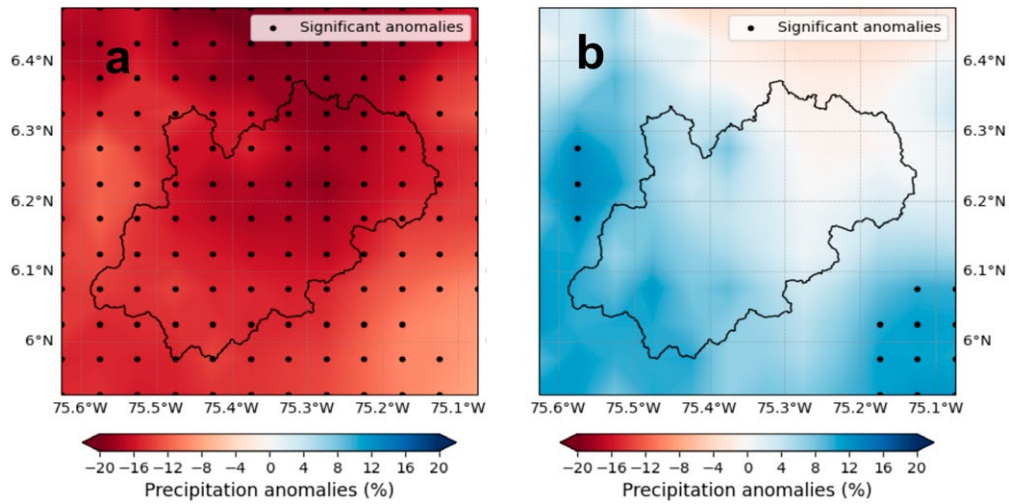 Significant anomalies
a
6.4°N
6.3°N
6.2°N
6.1°N
6°N
75.6°W 75.5°W 75.4°W 75.3°W 75.2°W 75.1°W
−20 −16 −12 −8 −4 0 4 8 12 16 20
Precipitation anomalies (%)
Significant anomalies
b
6.4°N
6.3°N
6.2°N
6.1°N
6°N
75.6°W 75.5°W 75.4°W 75.3°W 75.2°W 75.1°W
−20 −16 −12 −8 −4 0 4 8 12 16 20
Precipitation anomalies (%)